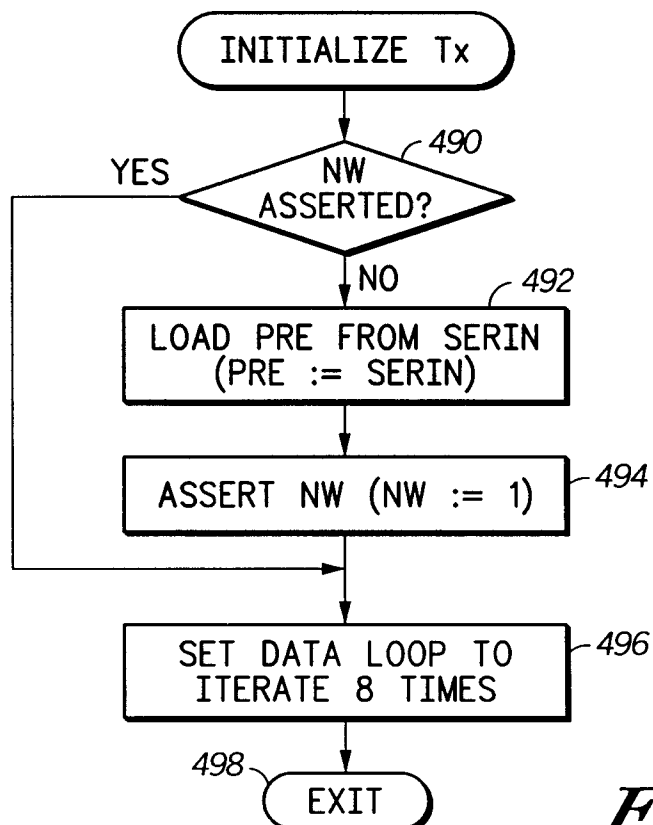 INITIALIZE Tx
490
YES
NW
ASSERTED?
NO
492
LOAD PRE FROM SERIN
(PRE := SERIN)
ASSERT NW (NW := 1)
494
SET DATA LOOP TO
ITERATE 8 TIMES
496
498
EXIT